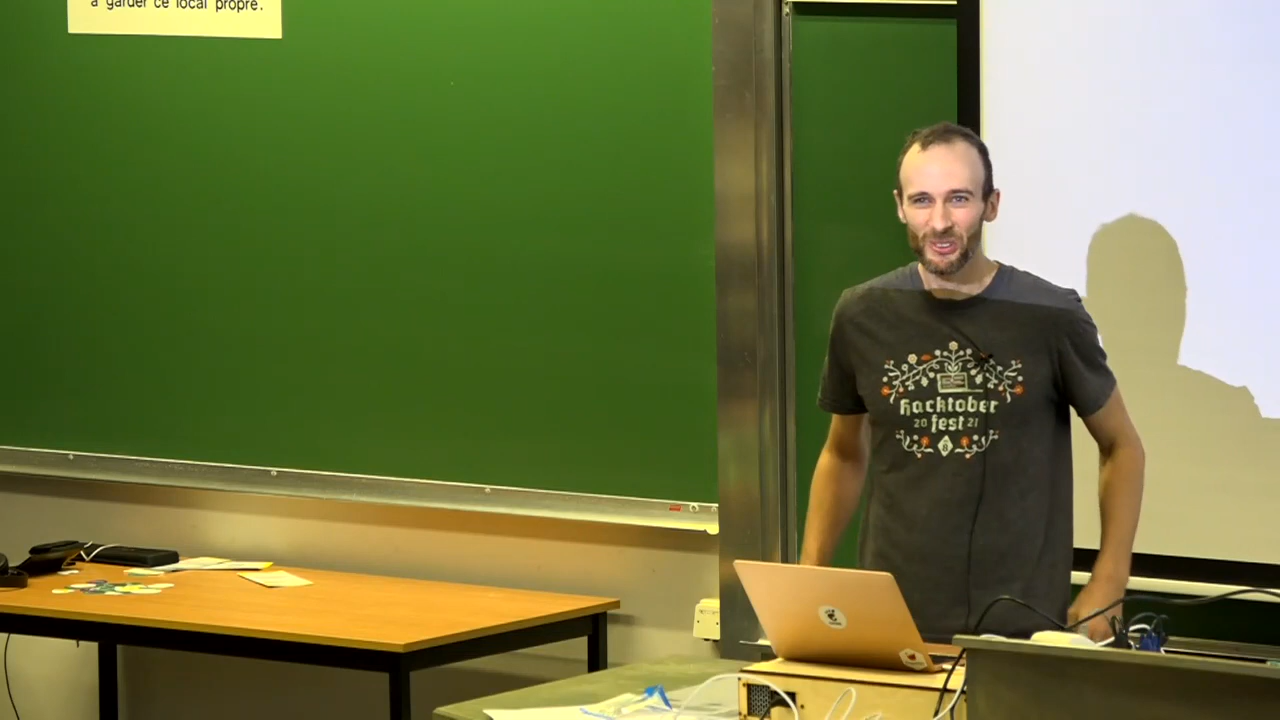 à garder ce local propre.
hacktober
20 fest 21